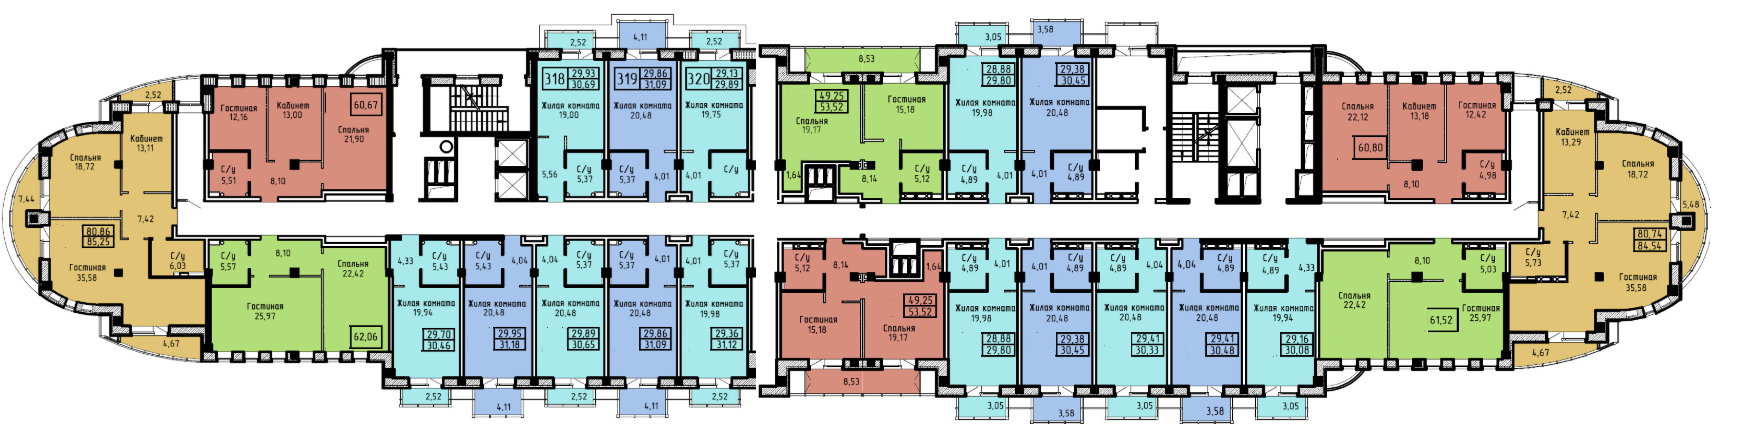 2,52
Гостиная
12,16
Кабинет
13,00
60,67
Спальня
21,90
С/у
5,51
8,10
Кабинет
13,11
Спальня
18,72
7,44
7,42
80,86
85,25
Гостиная
35,58
С/у
6,03
4,67
2,52
4,11
2,52
318
29,93
30,69
319
29,86
31,09
320
29,13
29,89
Жилая комната
19,00
Жилая комната
20,48
Жилая комната
19,75
5,56
С/у
5,37
С/у
5,37
4,01
4,01
С/у
8,53
49,25
53,52
Спальня
19,17
Гостиная
15,18
1,64
8,14
С/у
5,12
3,05
3,58
28,88
29,80
29,38
30,45
Жилая комната
19,98
Жилая комната
20,48
С/у
4,89
4,01
4,01
С/у
4,89
Спальня
22,12
Кабинет
13,18
Гостиная
12,42
60,80
8,10
С/у
4,98
2,52
Кабинет
13,29
Спальня
18,72
5,48
7,42
80,74
84,54
С/у
5,73
Гостиная
35,58
4,67
С/у
5,57
8,10
Спальня
22,42
Гостиная
25,97
62,06
4,33
С/у
5,43
С/у
5,43
4,04
4,04
С/у
5,37
С/у
5,37
4,01
4,01
С/у
5,37
Жилая комната
19,94
Жилая комната
20,48
Жилая комната
20,48
Жилая комната
20,48
Жилая комната
19,98
29,70
30,46
29,95
31,18
29,89
30,65
29,86
31,09
29,36
31,12
2,52
4,11
2,52
4,11
2,52
С/у
5,12
8,14
1,64
Гостиная
15,18
49,25
53,52
Спальня
19,17
8,53
С/у
4,89
4,01
4,01
С/у
4,89
С/у
4,89
4,04
4,04
С/у
4,89
С/у
4,89
4,33
Жилая комната
19,98
Жилая комната
20,48
Жилая комната
20,48
Жилая комната
20,48
Жилая комната
19,94
28,88
29,80
29,38
30,45
29,41
30,33
29,41
30,48
29,16
30,08
3,05
3,58
3,05
3,58
3,05
8,10
С/у
5,03
Спальня
22,42
61,52
Гостиная
25,97